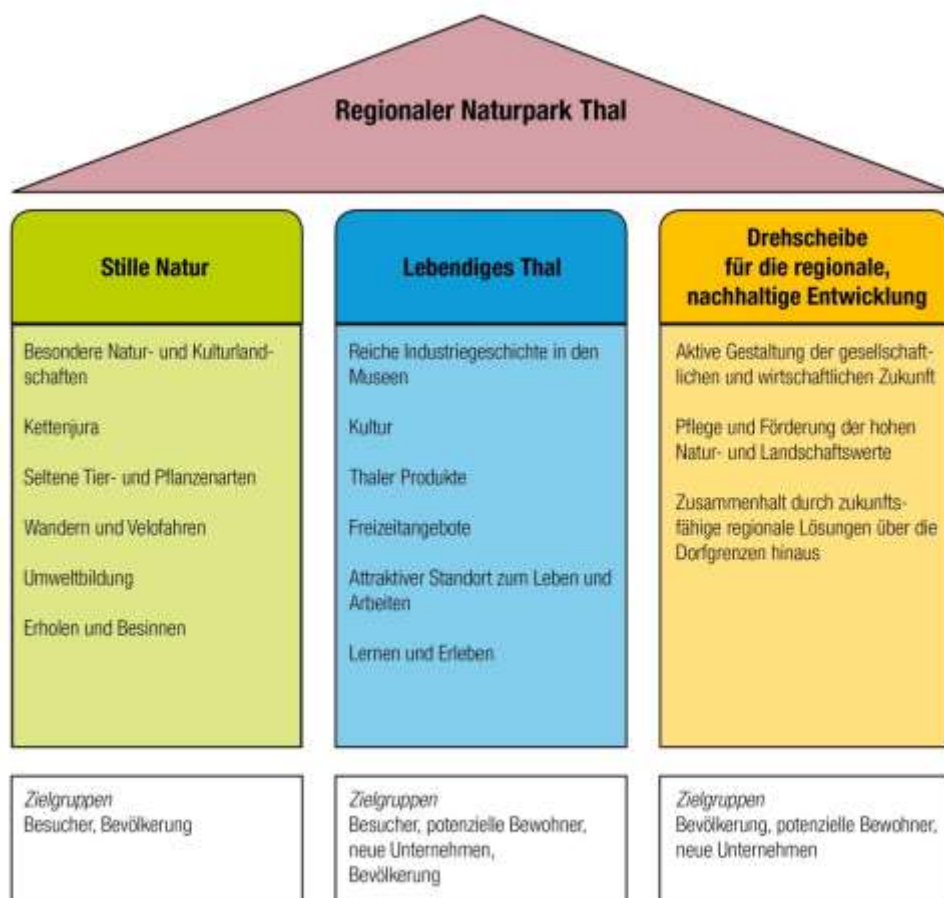 Regionaler Naturpark Thal
Stille Natur
Besondere Natur- und Kulturland-
schaften
Kettenjura
Seltene Tier- und Pflanzenarten
Wandern und Velofahren
Umweltbildung
Erholen und Besinnen
Zielgruppen
Besucher, Bevölkerung
Lebendiges Thal
Reiche Industriegeschichte in den
Museen
Kultur
Thaler Produkte
Freizeitangebote
Attraktiver Standort zum Leben und
Arbeiten
Lernen und Erleben
Zielgruppen
Besucher, potenzielle Bewohner,
neue Unternehmen,
Bevölkerung
Drehscheibe
für die regionale,
nachhaltige Entwicklung
Aktive Gestaltung der gesellschaft-
lichen und wirtschaftlichen Zukunft
Pflege und Förderung der hohen
Natur- und Landschaftswerte
Zusammenhalt durch zukunfts-
fähige regionale Lösungen über die
Dorfgrenzen hinaus
Zielgruppen
Bevölkerung, potenzielle Bewohner,
neue Unternehmen